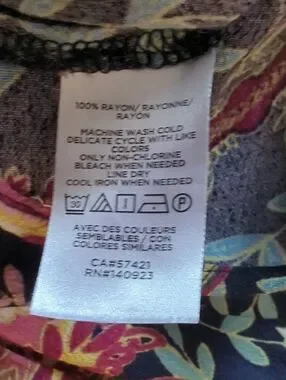 100% RAYON/ RAYONNE/
RAYON
MACHINE WASH COLD
DELICATE CYCLE WITH LIKE
COLORS
ONLY NON-CHLORINE
BLEACH WHEN NEEDED
LINE DRY
COOL IRON WHEN NEEDED
30 P
AVEC DES COULEURS
SEMBLABLES / CON
COLORES SIMILARES
CA#57421
RN#140923